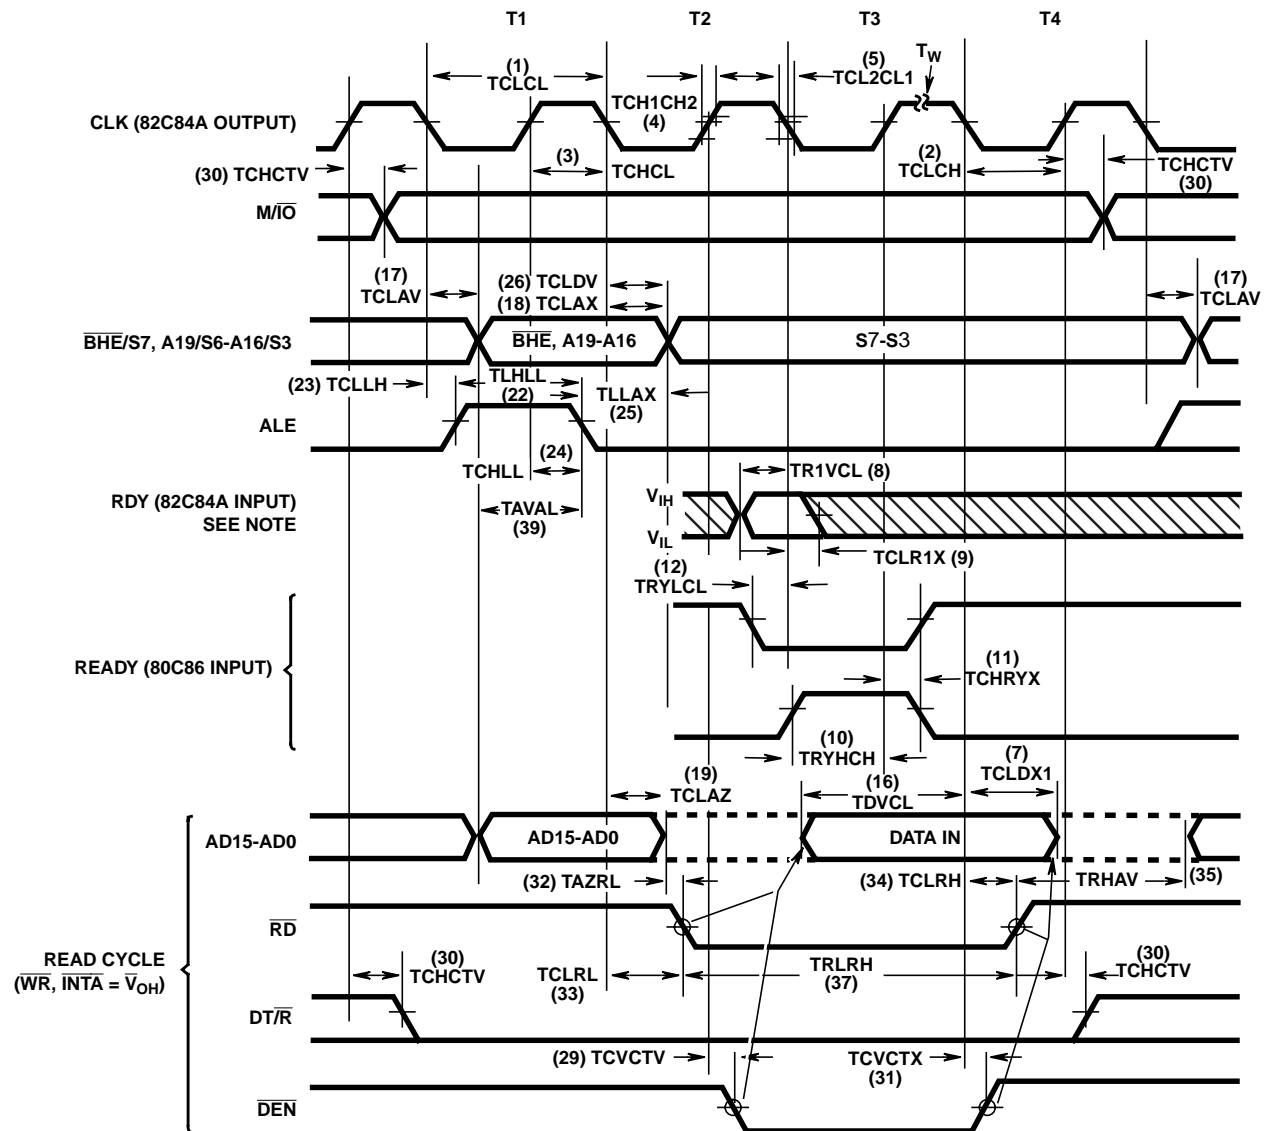 T1 T2 T3 T4
(1)
TCLCL
TCH1CH2
(4)
(5)
TCL2CL1
TW
CLK (82C84A OUTPUT)
(30) TCHCTV
(3)
TCHCL
(2)
TCLCH
TCHCTV
(30)
M/IO
(17)
TCLAV
(26) TCLDV
(18) TCLAX
(17)
TCLAV
BHE/S7, A19/S6-A16/S3
BHE, A19-A16
S7-S3
(23) TCLLH
TLHLL
(22)
TLLAX
(25)
ALE
TCHLL
(24)
TR1VCL (8)
RDY (82C84A INPUT)
SEE NOTE
TAVAL
(39)
VIH
VIL
TCLR1X (9)
(12)
TRYLCL
READY (80C86 INPUT)
(11)
TCHRYX
(10)
TRYHCH
(19)
TCLAZ
(16)
TDVCL
(7)
TCLDX1
AD15-AD0
AD15-AD0
DATA IN
(32) TAZRL
(34) TCLRH
TRHAV
(35)
RD
READ CYCLE
(WR, INTA = VOH)
(30)
TCHCTV
TCLRL
(33)
TRLRH
(37)
(30)
TCHCTV
DT/R
(29) TCVCTV
TCVCTX
(31)
DEN